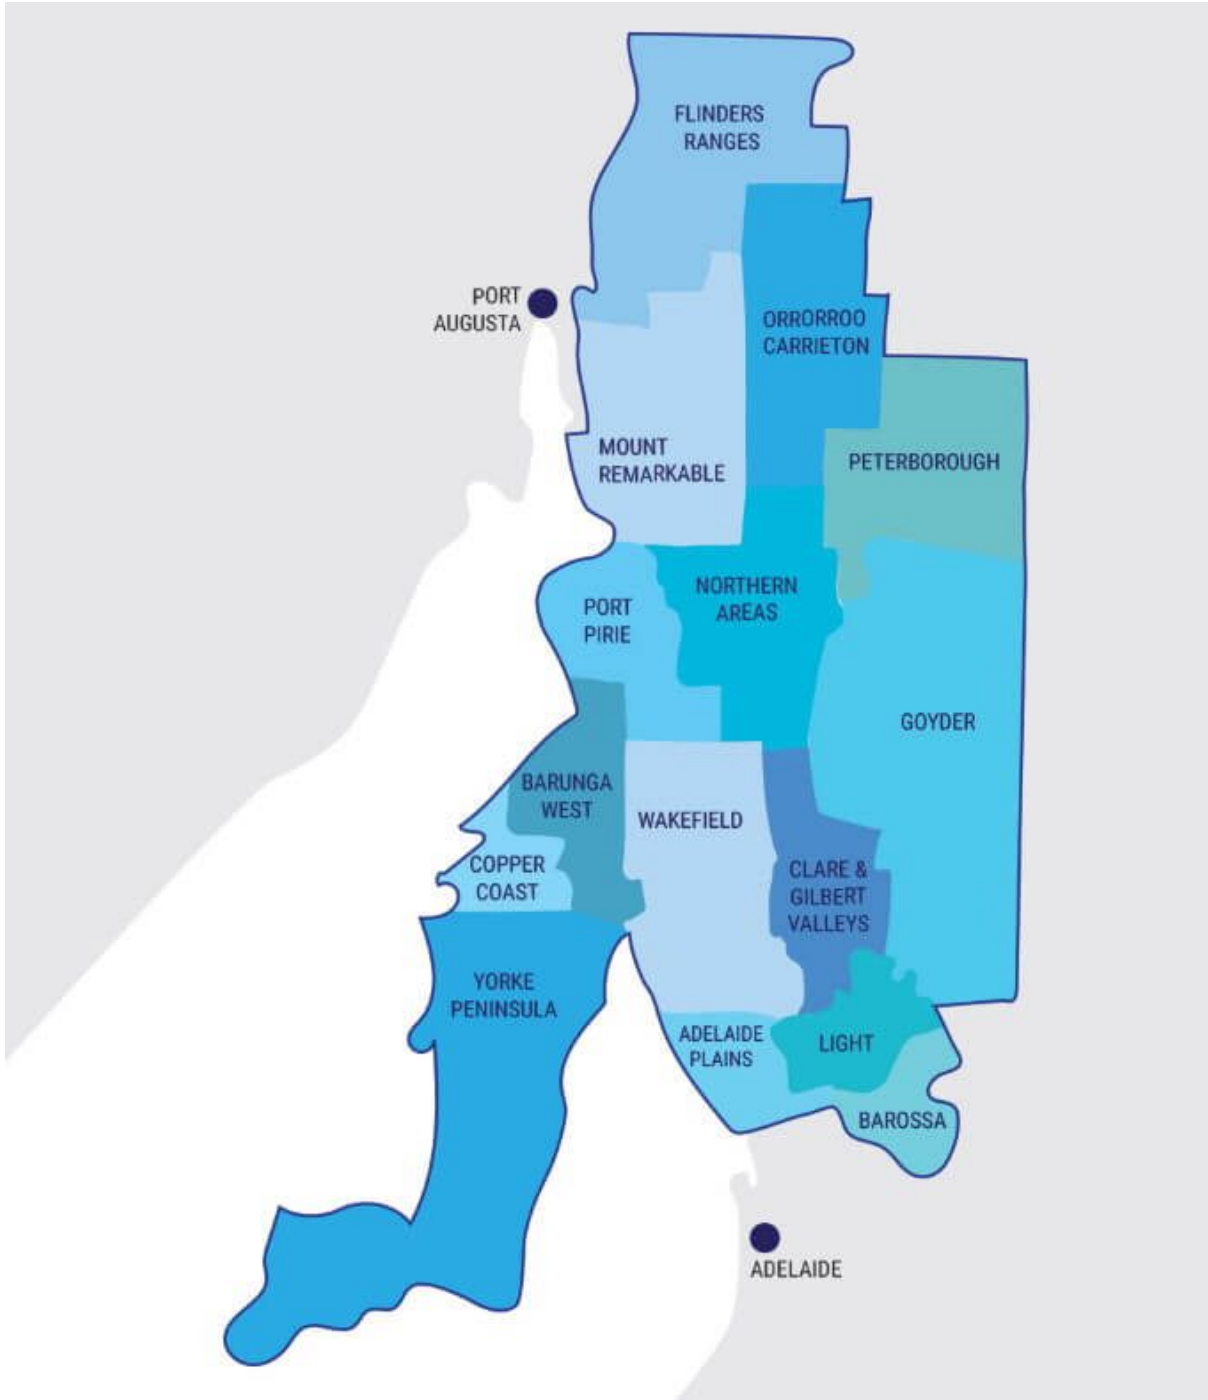 FLINDERS
RANGES
PORT
AUGUSTA
ORRORROO
CARRIETON
MOUNT
REMARKABLE
PETERBOROUGH
NORTHERN
AREAS
PORT
PIRIE
GOYDER
BARUNGA
WEST
WAKEFIELD
COPPER
COAST
CLARE &
GILBERT
VALLEYS
YORKE
PENINSULA
ADELAIDE
PLAINS
LIGHT
BAROSSA
ADELAIDE